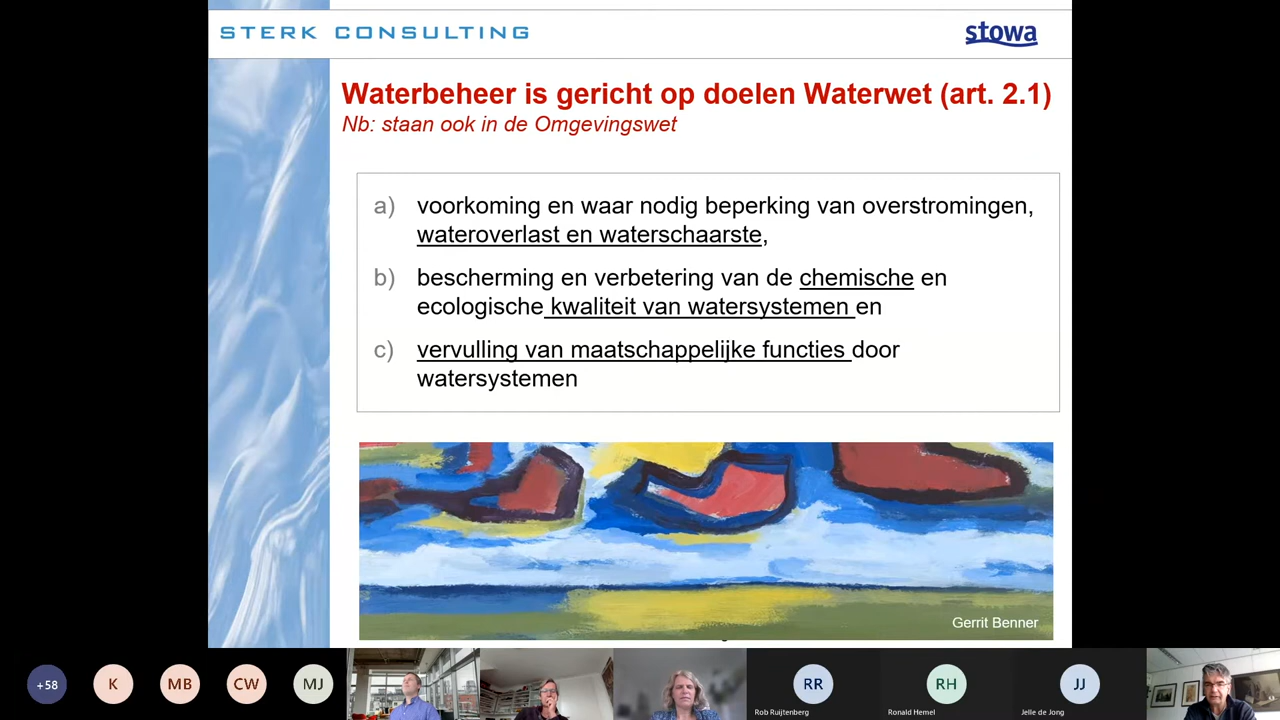 STERK CONSULTING
stowa
Waterbeheer is gericht op doelen Waterwet (art. 2.1)
Nb: staan ook in de Omgevingswet
a) voorkoming en waar nodig beperking van overstromingen,
wateroverlast en waterschaarste,
b) bescherming en verbetering van de chemische en
ecologische kwaliteit van watersystemen en
c) vervulling van maatschappelijke functies door
watersystemen
Gerrit Benner
+58
K
MB
CW
MJ
RR
RH
JJ
Rob Ruijtenberg
Ronald Hemel
Jelle de Jong